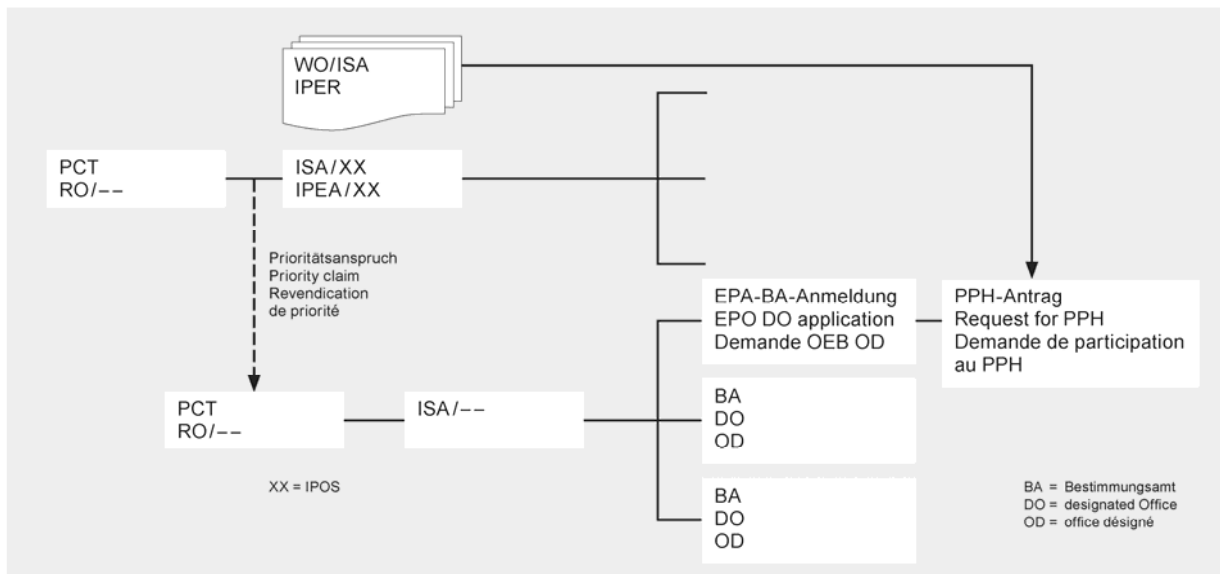 WO/ISA
IPER
PCT
RO/--
ISA/XX
IPEA/XX
Prioritätsanspruch
Priority claim
Revendication
de priorité
EPA-BA-Anmeldung
EPO DO application
Demande OEB OD
PPH-Antrag
Request for PPH
Demande de participation
au PPH
PCT
RO/--
ISA/--
BA
DO
OD
XX = IPOS
BA
DO
OD
BA = Bestimmungsamt
DO = designated Office
OD = office désigné